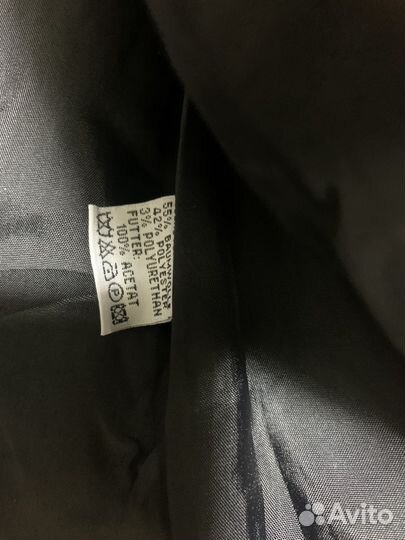 55% BAUMWOLLE
42% POLYESTER
3% POLYURETHAN
FUTTER:
100% ACETAT
P
Avito